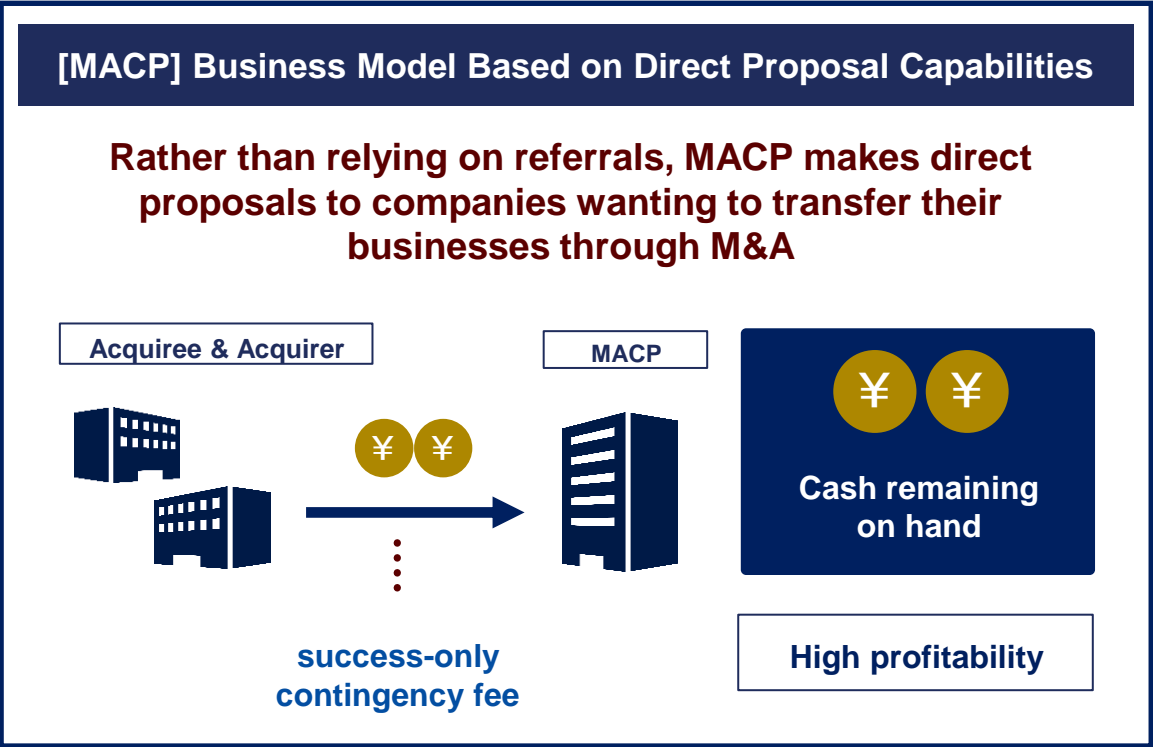 [MACP] Business Model Based on Direct Proposal Capabilities
Rather than relying on referrals, MACP makes direct
proposals to companies wanting to transfer their
businesses through M&A
Acquiree & Acquirer
MACP
¥ ¥
¥ ¥
Cash remaining
on hand
success-only
contingency fee
High profitability